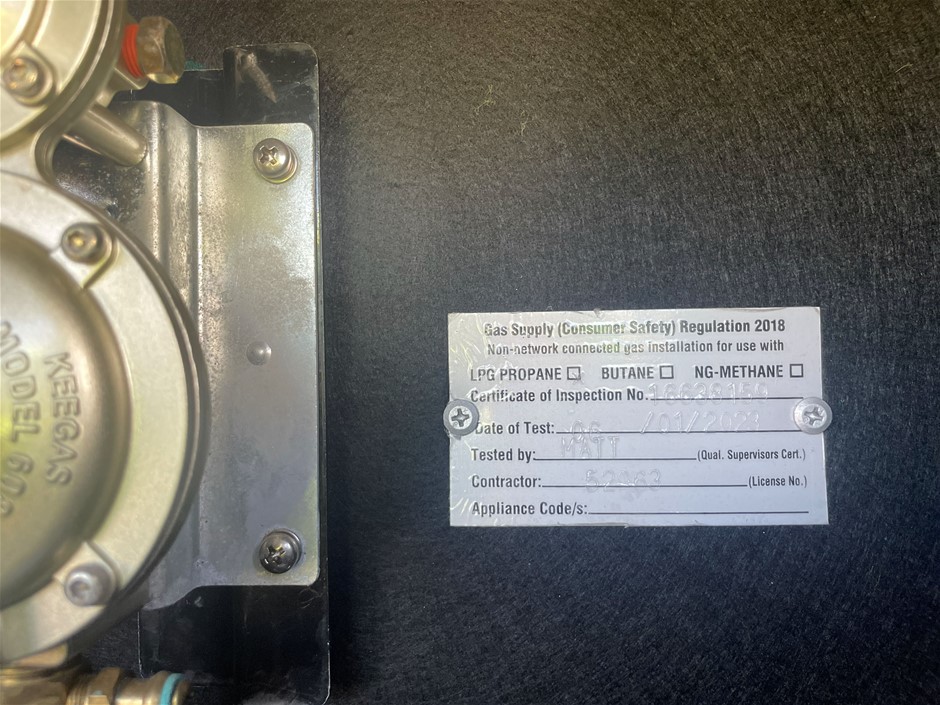 KEEGAS
MODEL
Gas Supply (Consumer Safety) Regulation 2018
Non-network connected gas installation for use with
LPG PROPANE BUTANE NG-METHANE
Certificate of Inspection No.
Date of Test: /01/
Tested by: MATT (Qual. Supervisors Cert.)
Contractor: (License No.)
Appliance Code/s: